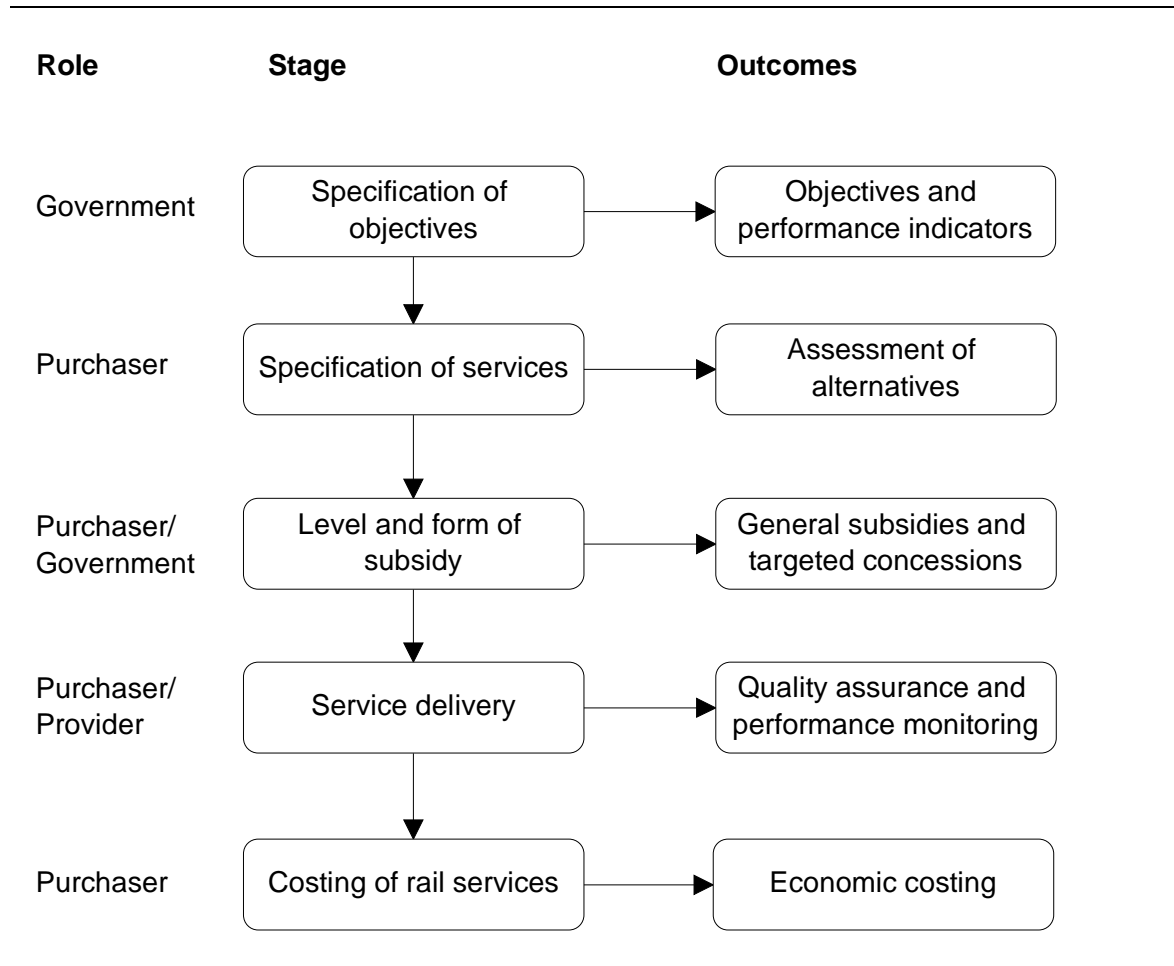 Role Stage Outcomes
Government
Specification of
objectives
Objectives and
performance indicators
Purchaser
Specification of services
Assessment of
alternatives
Purchaser/
Government
Level and form of
subsidy
General subsidies and
targeted concessions
Purchaser/
Provider
Service delivery
Quality assurance and
performance monitoring
Purchaser
Costing of rail services
Economic costing